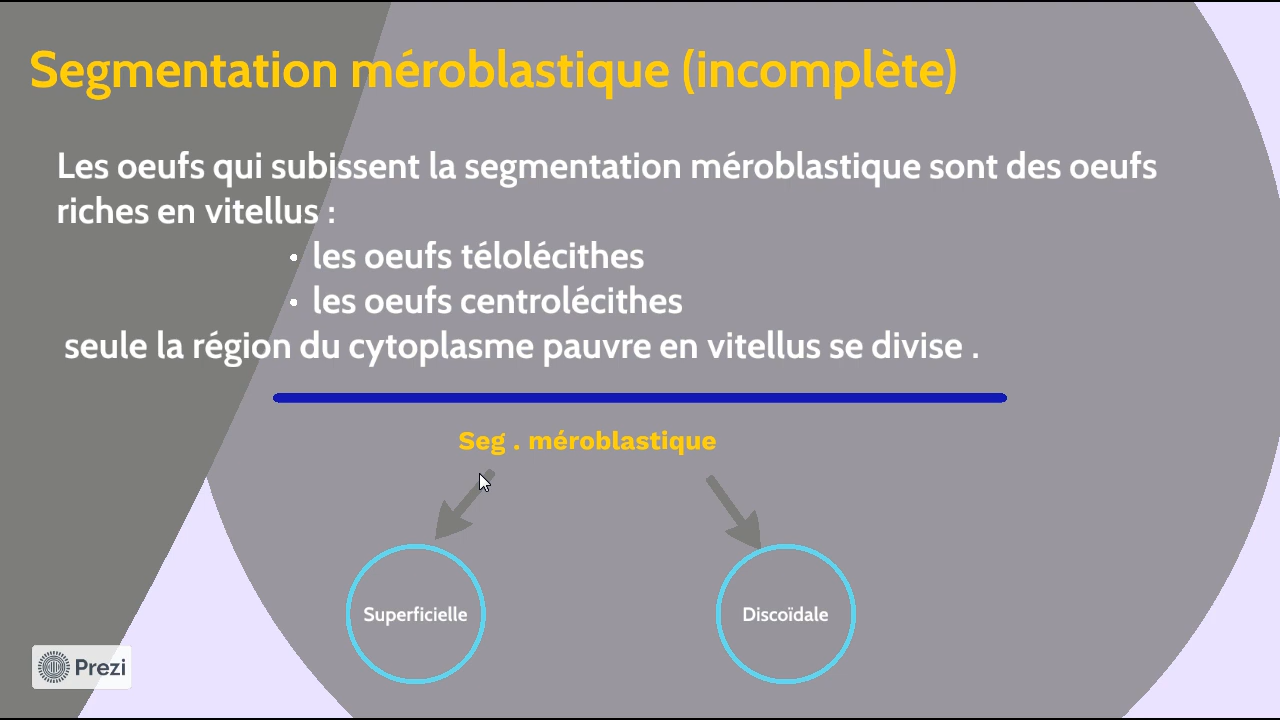 Segmentation méroblastique (incomplète)
Les oeufs qui subissent la segmentation méroblastique sont des oeufs
riches en vitellus :
• les oeufs télolécithes
• les oeufs centrolécithes
seule la région du cytoplasme pauvre en vitellus se divise .
Seg . méroblastique
Superficielle
Discoïdale
Prezi